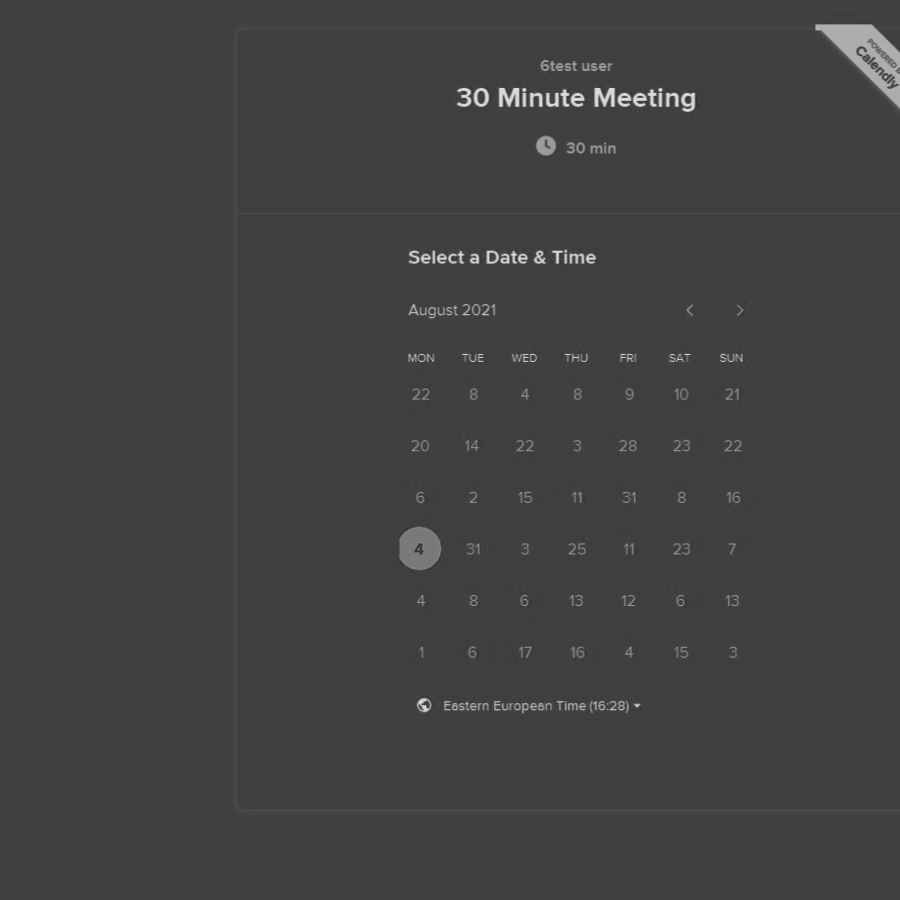 POWERED B
Calendly
6test user
30 Minute Meeting
30 min
Select a Date & Time
August 2021
MON TUE WED THU FRI SAT SUN
22 8 4 8 9 10 21
20 14 22 3 28 23 22
6 2 15 11 31 8 16
4 31 3 25 11 23 7
4 8 6 13 12 6 13
1 6 17 16 4 15 3
Eastern European Time (16:28)